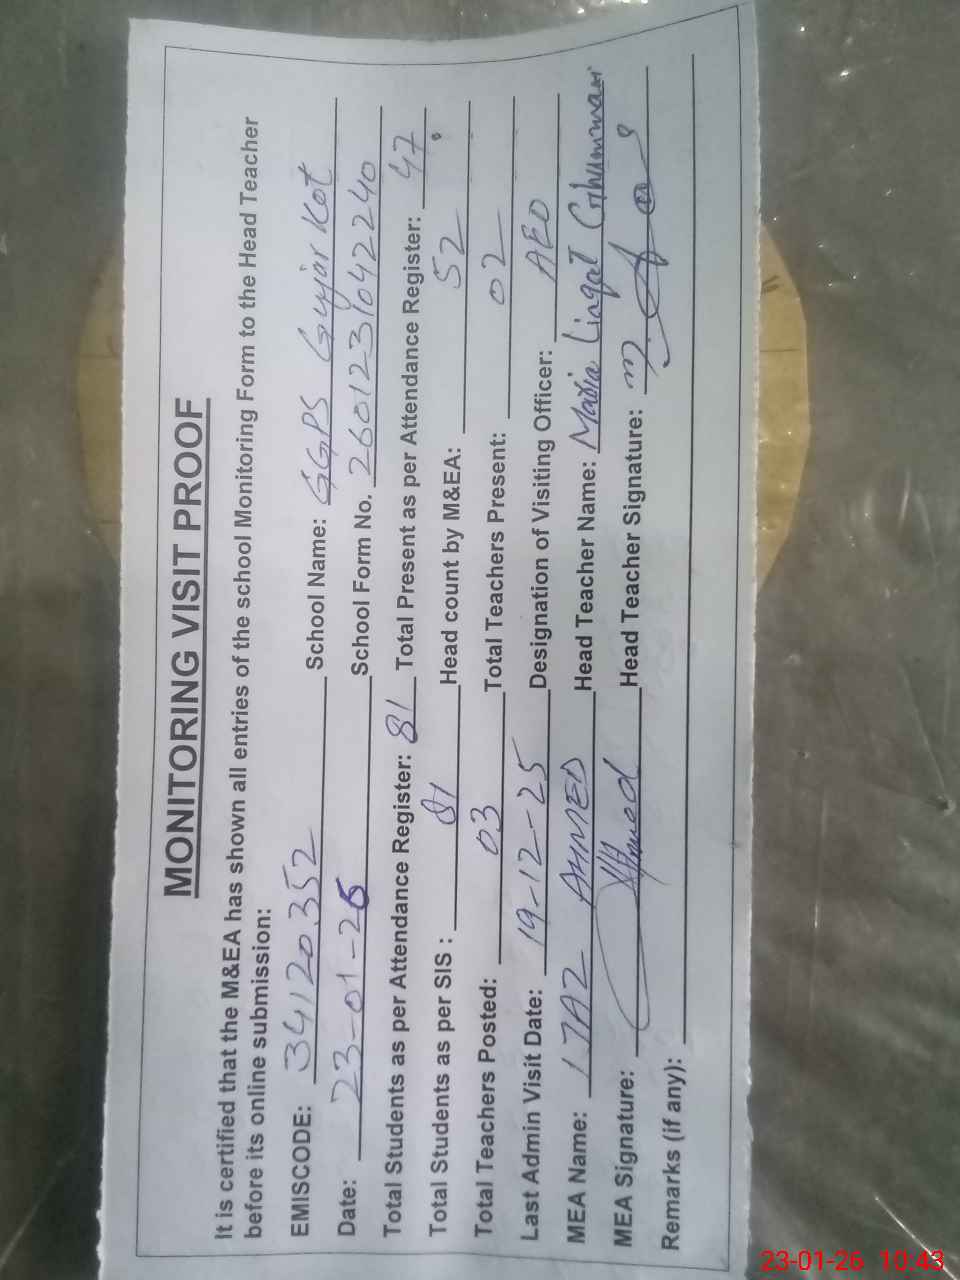 MONITORING VISIT PROOF
It is certified that the M&EA has shown all entries of the school Monitoring Form to the Head Teacher
before its online submission:
EMISCODE: 34120352 School Name: GGPS Gujjar Kot
Date: 23-01-26 School Form No. 2601231042240
Total Students as per Attendance Register: 81 Total Present as per Attendance Register: 47
Total Students as per SIS : 81 Head count by M&EA: 52
Total Teachers Posted: 03 Total Teachers Present: 02
Last Admin Visit Date: 19-12-25 Designation of Visiting Officer: AEO
MEA Name: IJAZ AHMED Head Teacher Name: Maria Liaqat Ghumman
MEA Signature: Ahmed Head Teacher Signature:
Remarks (if any):
23-01-26 10:43